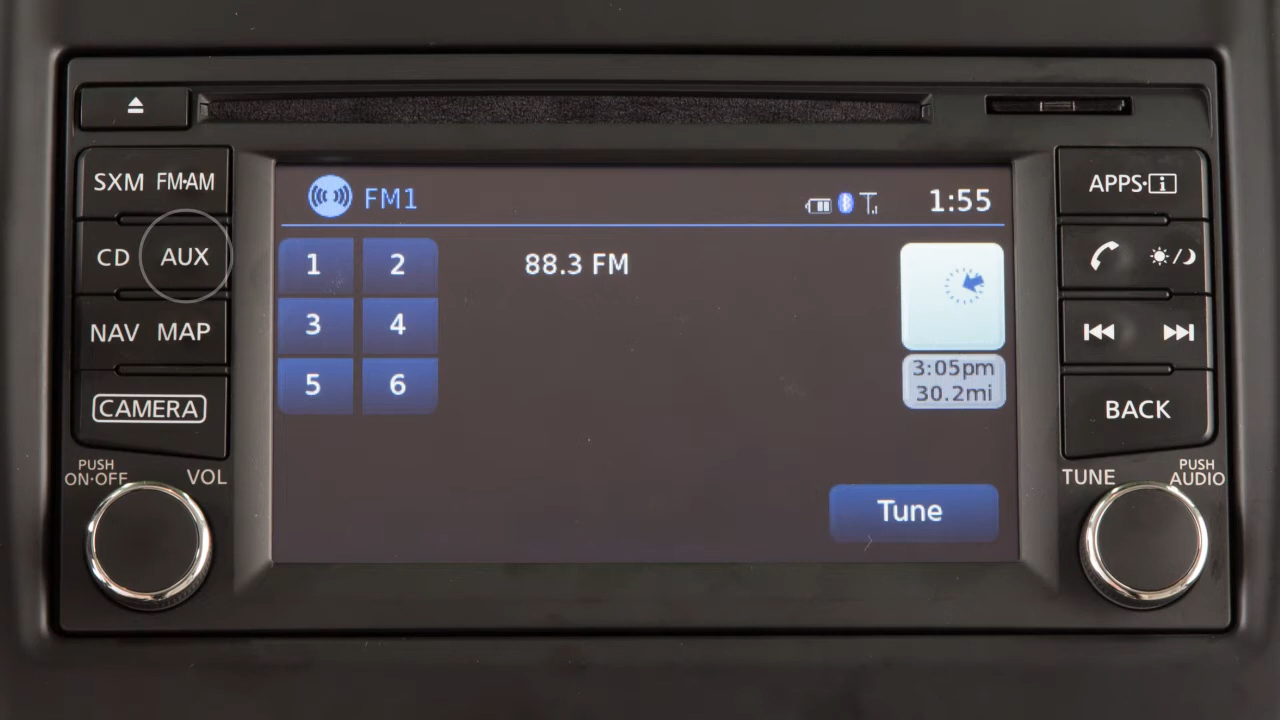 SXM FM·AM
CD AUX
NAV MAP
CAMERA
PUSH
ON·OFF
VOL
FM1
1:55
1 2
3 4
5 6
88.3 FM
3:05pm
30.2mi
Tune
APPS·i
BACK
TUNE
PUSH
AUDIO